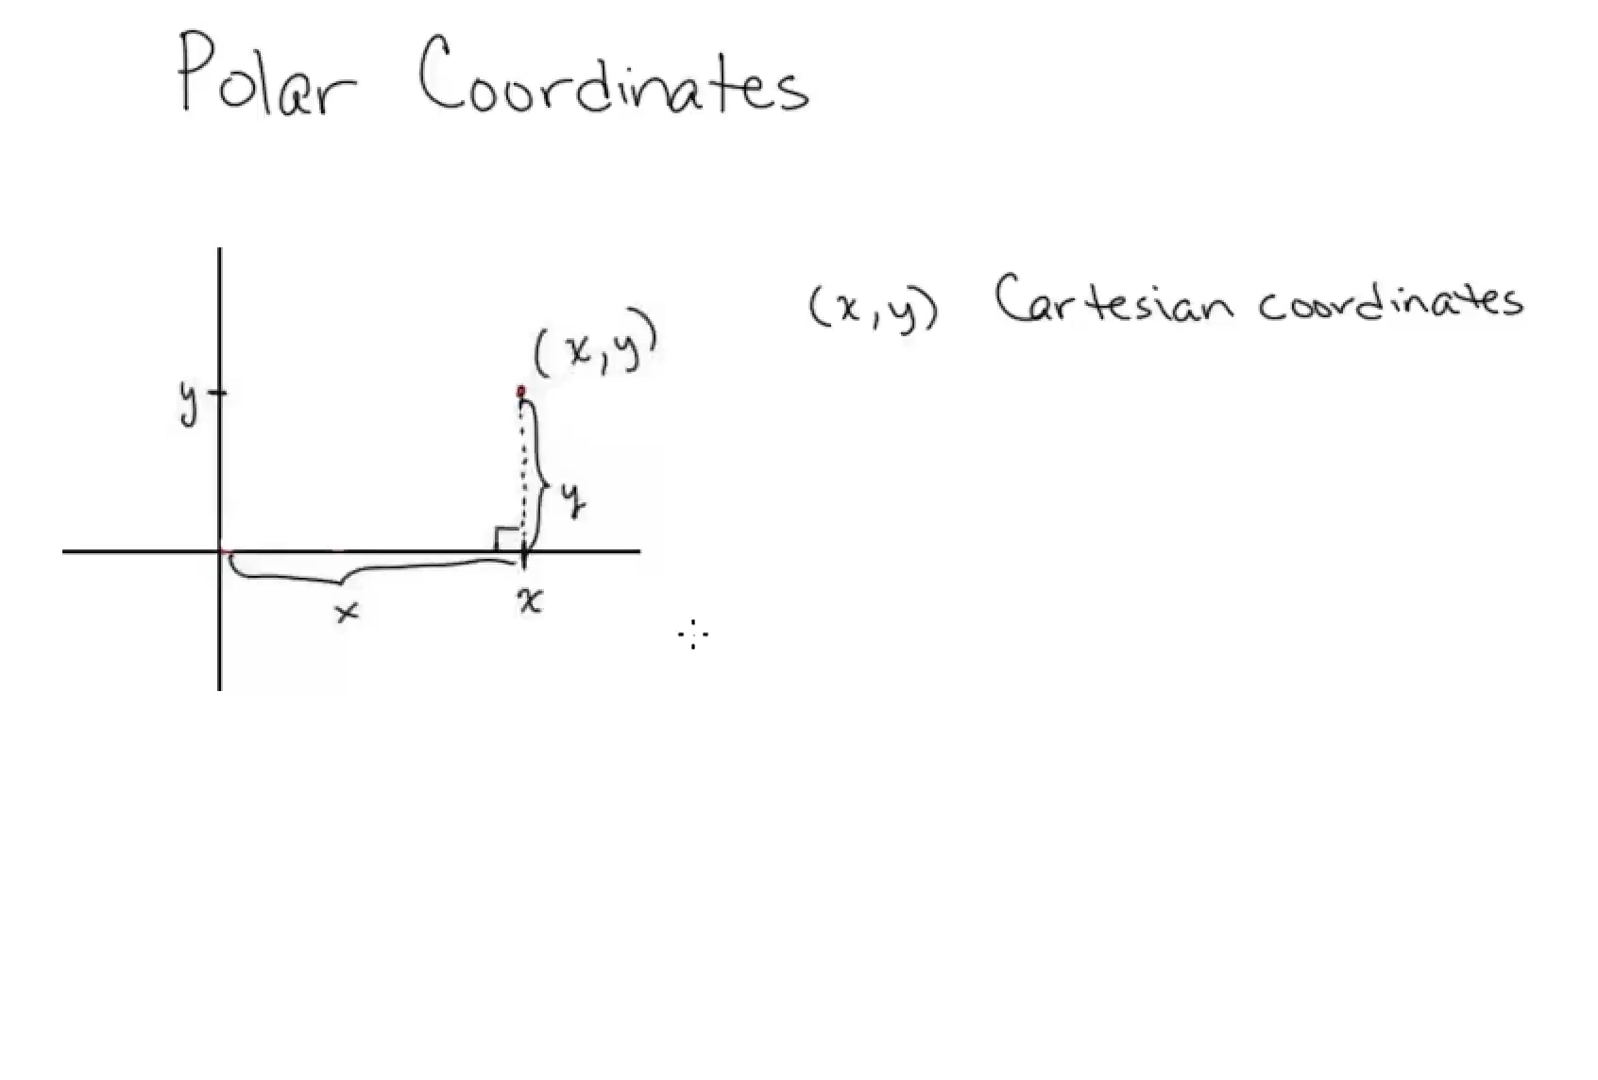 Polar Coordinates
(x,y) Cartesian coordinates
(x,y)
y
y
x
x